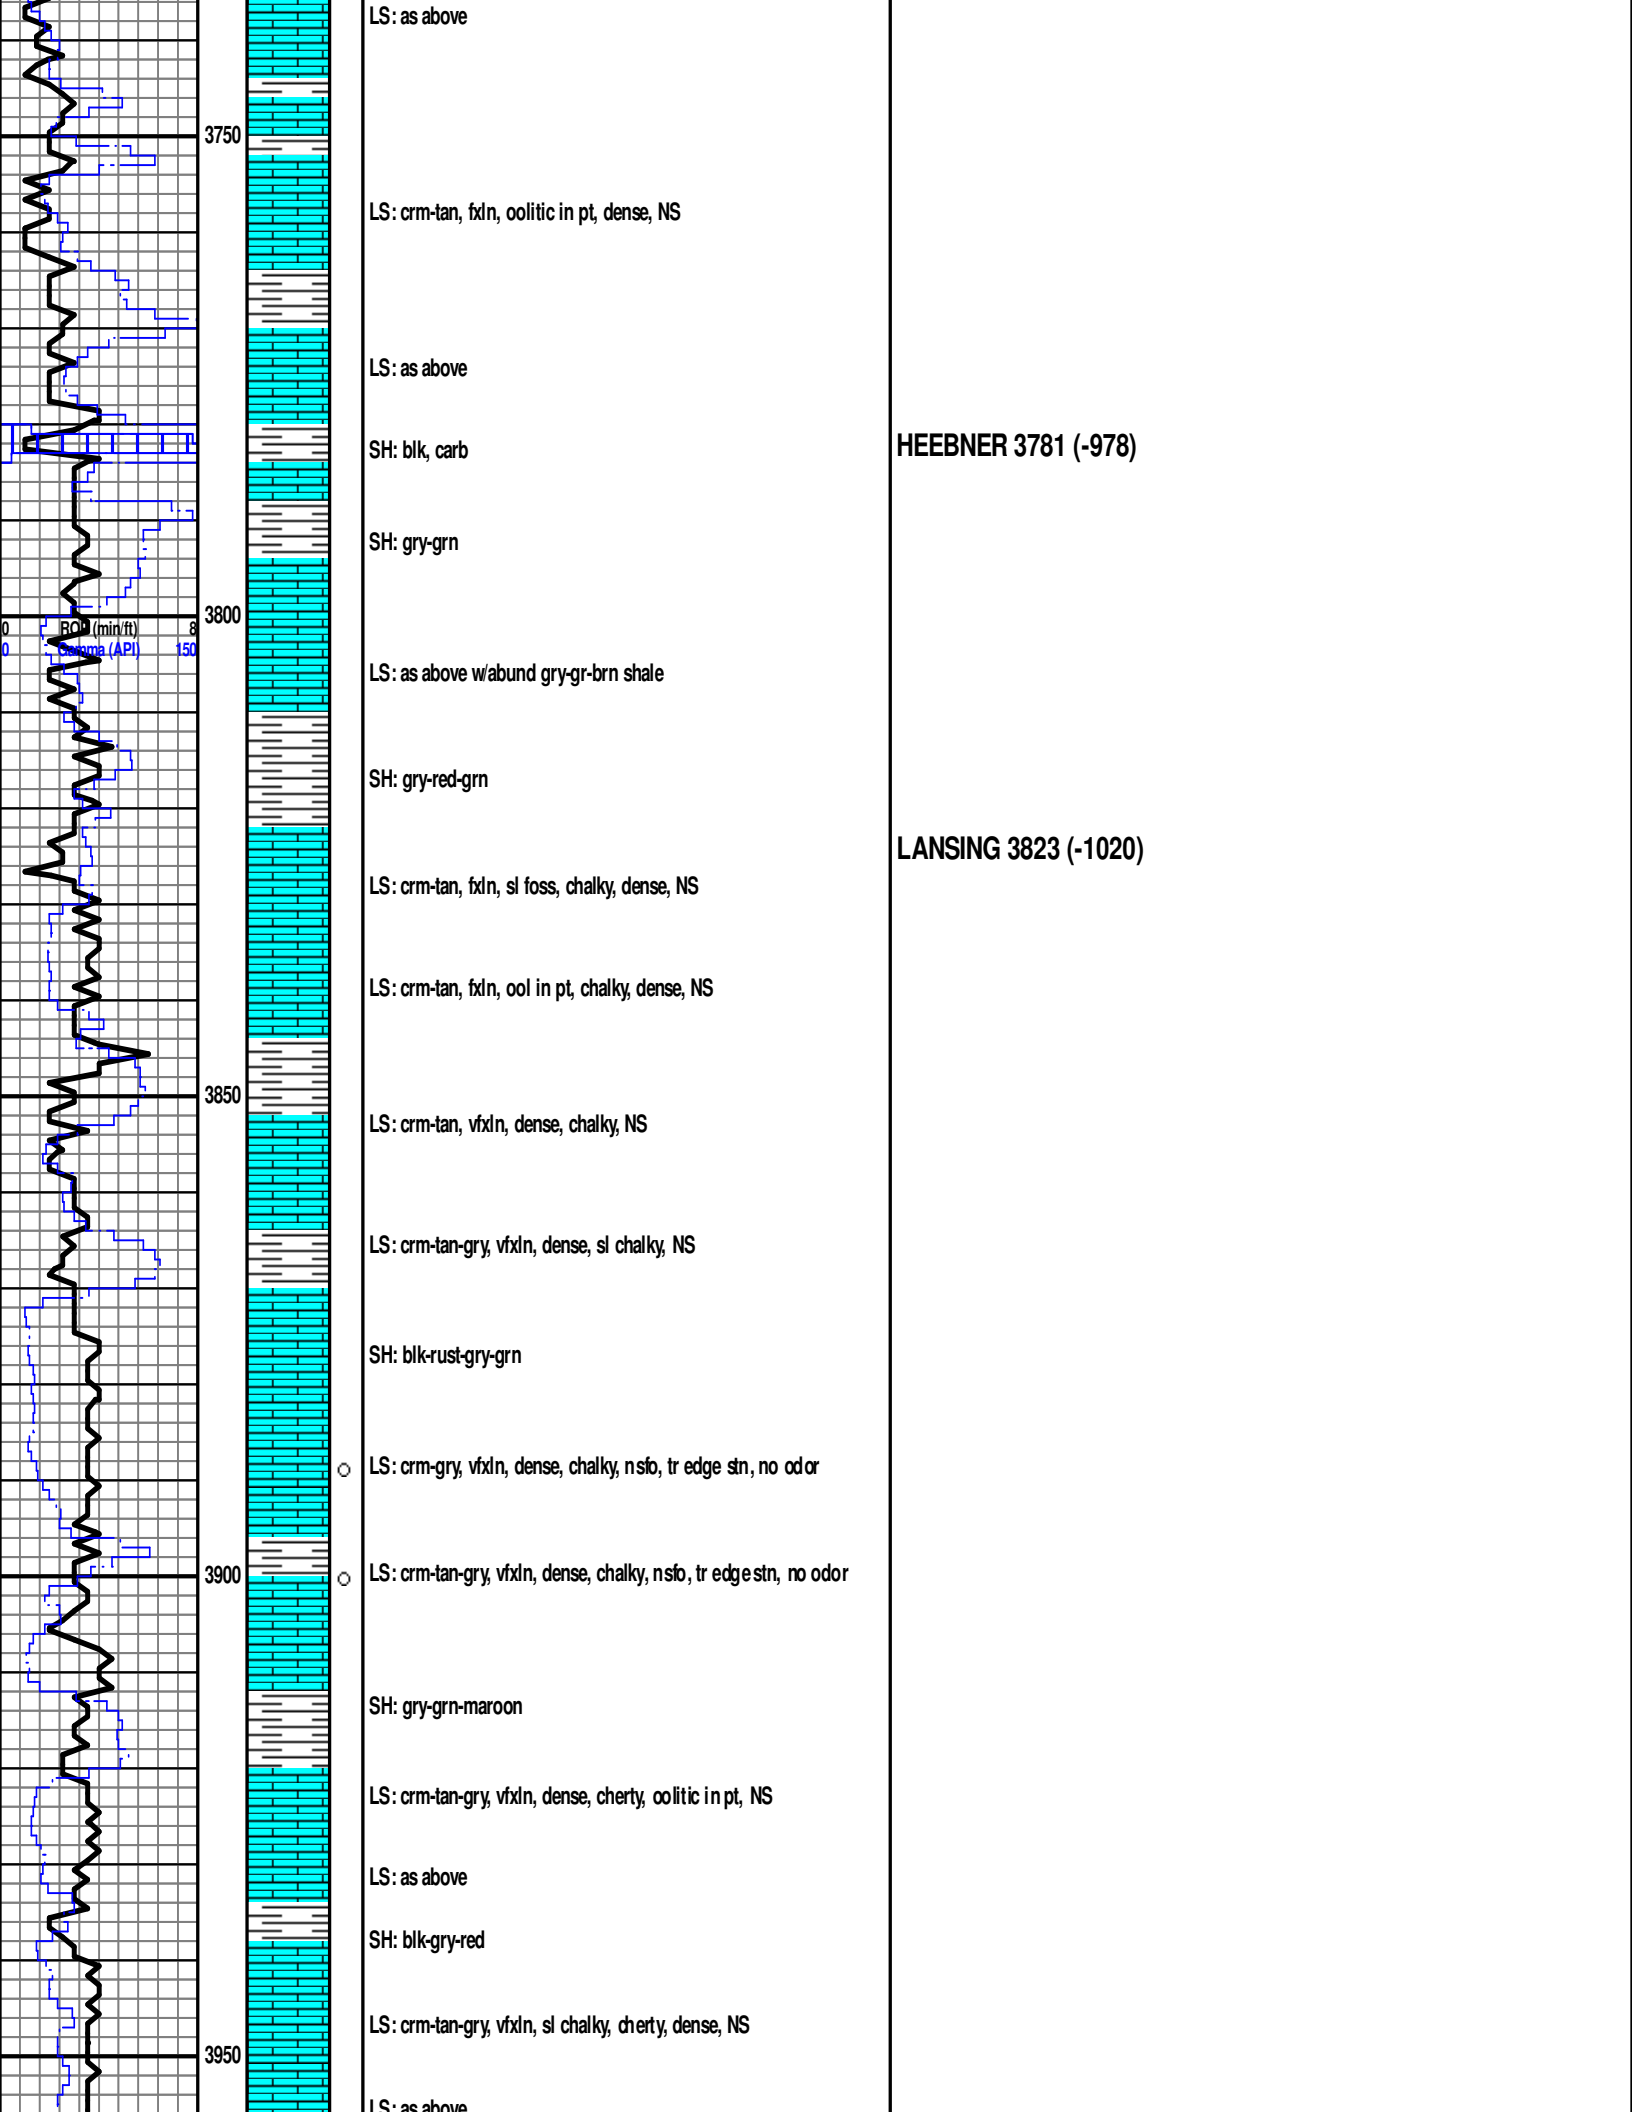 LS: as above
3750
LS: crm-tan, fxln, oolitic in pt, dense, NS
LS: as above
SH: blk, carb
HEEBNER 3781 (-978)
SH: gry-grn
3800
0 ROP (min/ft) 8
0 Gamma (API) 150
LS: as above w/abund gry-gr-brn shale
SH: gry-red-grn
LANSING 3823 (-1020)
LS: crm-tan, fxln, sl foss, chalky, dense, NS
LS: crm-tan, fxln, ool in pt, chalky, dense, NS
3850
LS: crm-tan, vfxln, dense, chalky, NS
LS: crm-tan-gry, vfxln, dense, sl chalky, NS
SH: blk-rust-gry-grn
LS: crm-gry, vfxln, dense, chalky, nsfo, tr edge stn, no odor
3900
LS: crm-tan-gry, vfxln, dense, chalky, nsfo, tr edge stn, no odor
SH: gry-grn-maroon
LS: crm-tan-gry, vfxln, dense, cherty, oolitic in pt, NS
LS: as above
SH: blk-gry-red
LS: crm-tan-gry, vfxln, sl chalky, cherty, dense, NS
3950
LS: as above